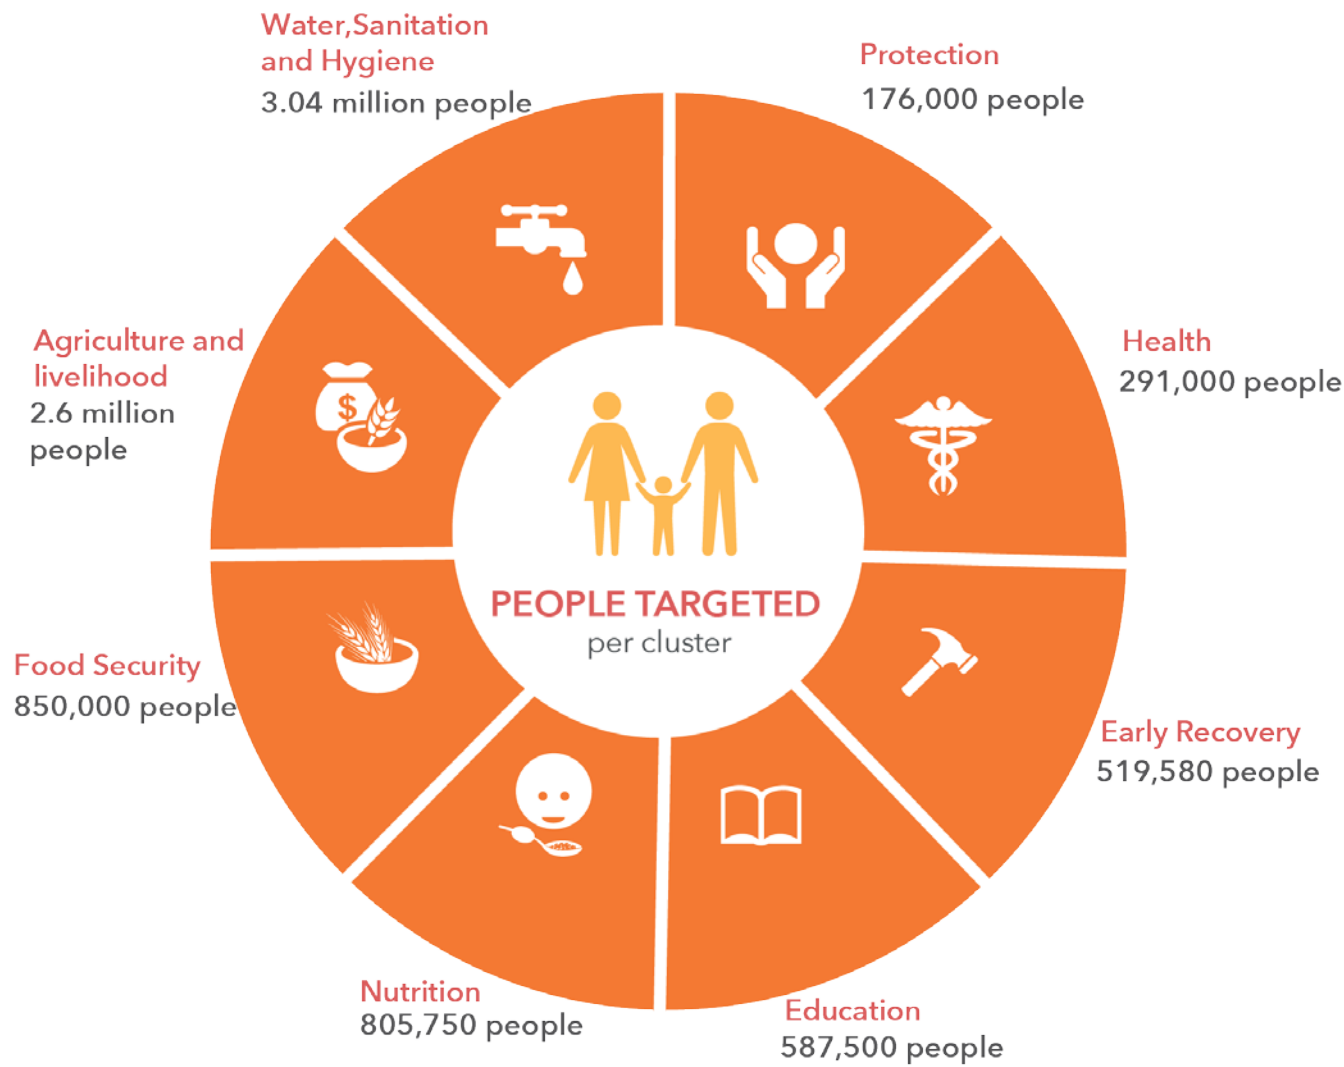 Water,Sanitation
and Hygiene
3.04 million people
Protection
176,000 people
Health
291,000 people
Early Recovery
519,580 people
Education
587,500 people
Nutrition
805,750 people
Food Security
850,000 people
Agriculture and
livelihood
2.6 million
people
$
PEOPLE TARGETED
per cluster